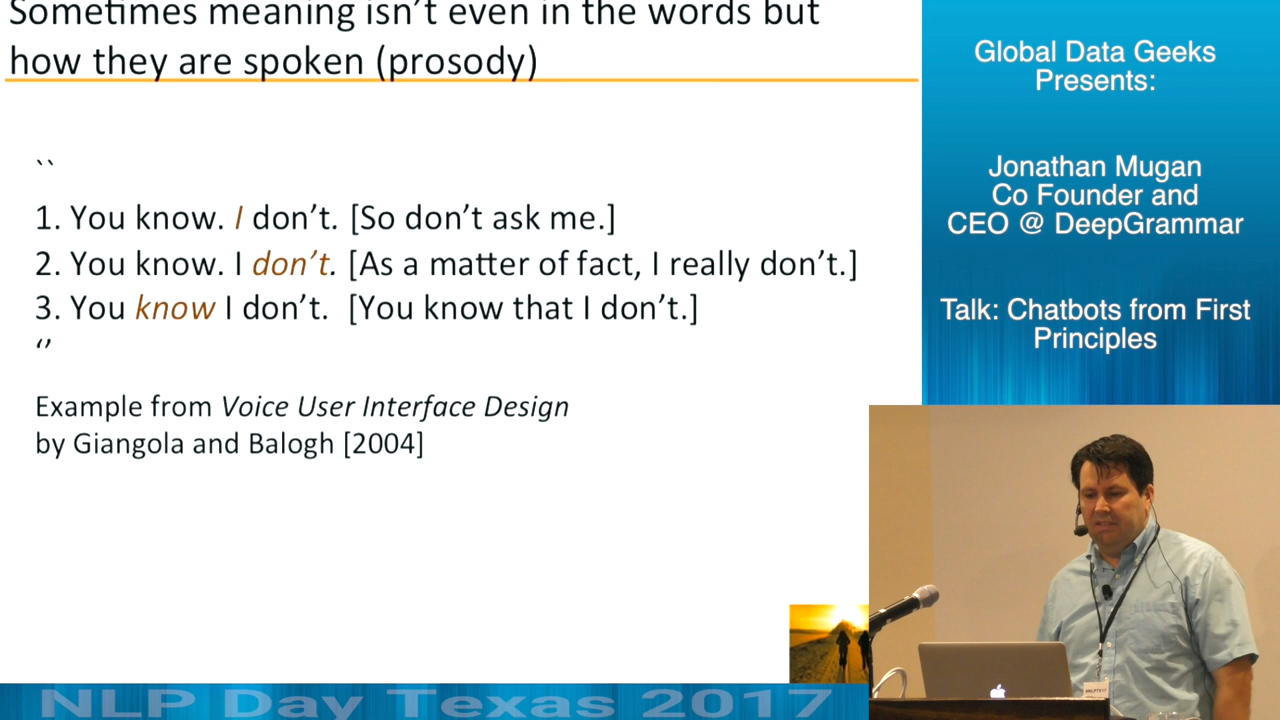 Sometimes meaning isn't even in the words but
how they are spoken (prosody)
``
1. You know. I don't. [So don't ask me.]
2. You know. I don't. [As a matter of fact, I really don't.]
3. You know I don't.  [You know that I don't.]
‘’
Example from Voice User Interface Design
by Giangola and Balogh [2004]
Global Data Geeks
Presents:
Jonathan Mugan
Co Founder and
CEO @ DeepGrammar
Talk: Chatbots from First
Principles
NLP Day Texas 2017